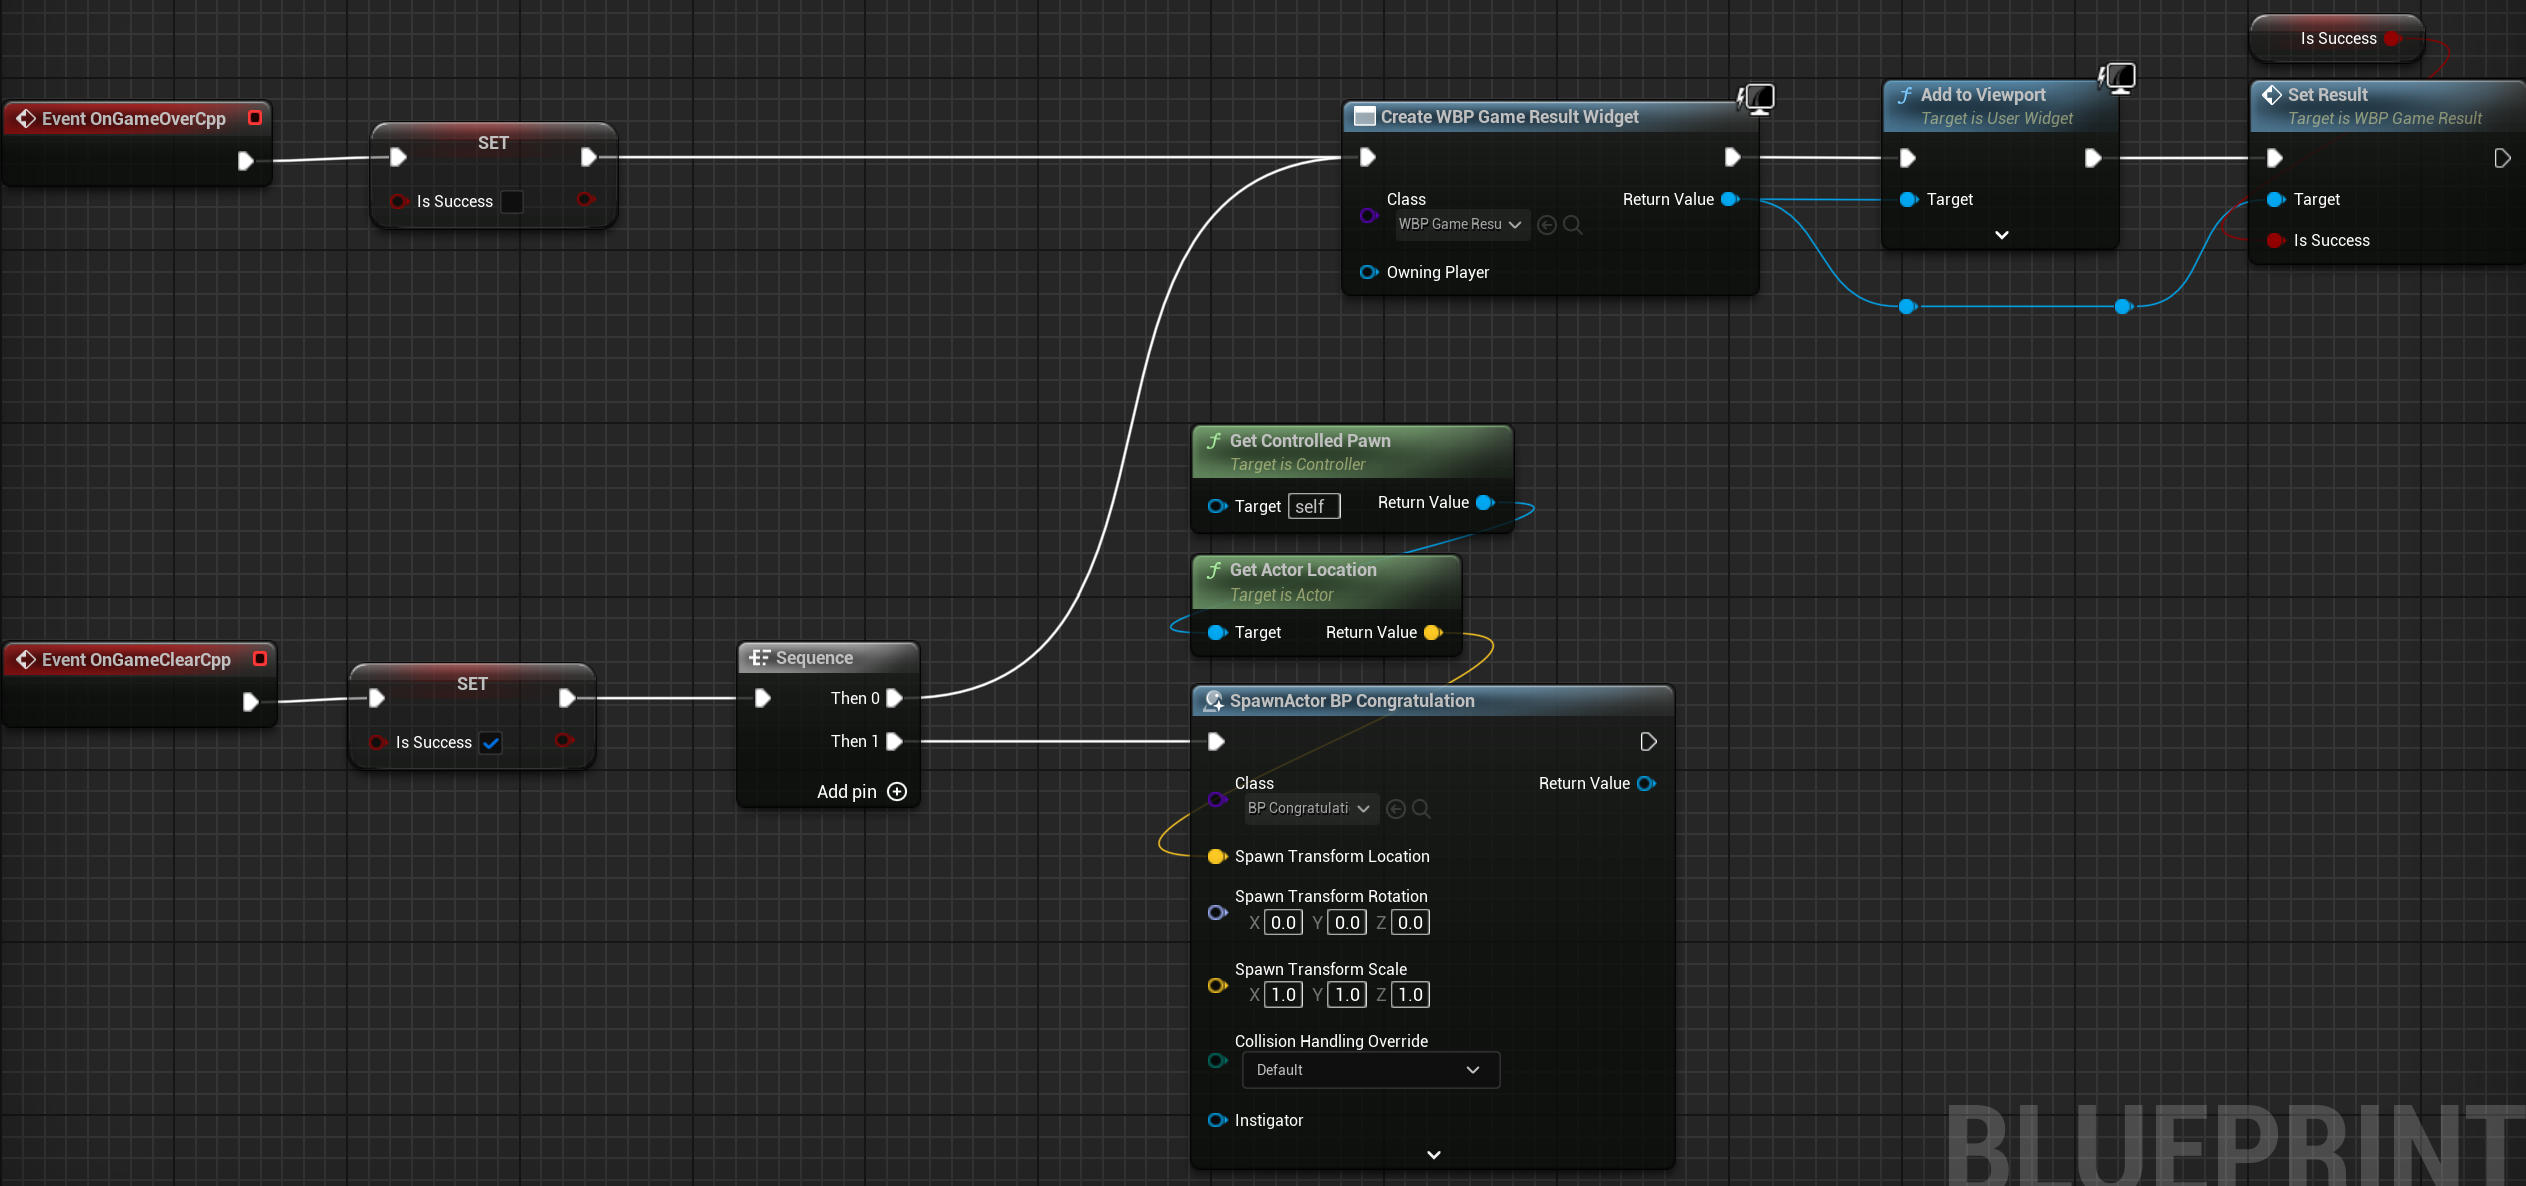 Is Success
Event OnGameOverCpp
SET
Is Success
Create WBP Game Result Widget
Class
WBP Game Resu
Return Value
Owning Player
Add to Viewport
Target is User Widget
Target
Set Result
Target is WBP Game Result
Target
Is Success
Get Controlled Pawn
Target is Controller
Target self
Return Value
Get Actor Location
Target is Actor
Target
Return Value
Event OnGameClearCpp
SET
Is Success
Sequence
Then 0
Then 1
Add pin
SpawnActor BP Congratulation
Class
BP Congratulati
Return Value
Spawn Transform Location
Spawn Transform Rotation
X 0.0 Y 0.0 Z 0.0
Spawn Transform Scale
X 1.0 Y 1.0 Z 1.0
Collision Handling Override
Default
Instigator
BLUEPRINT